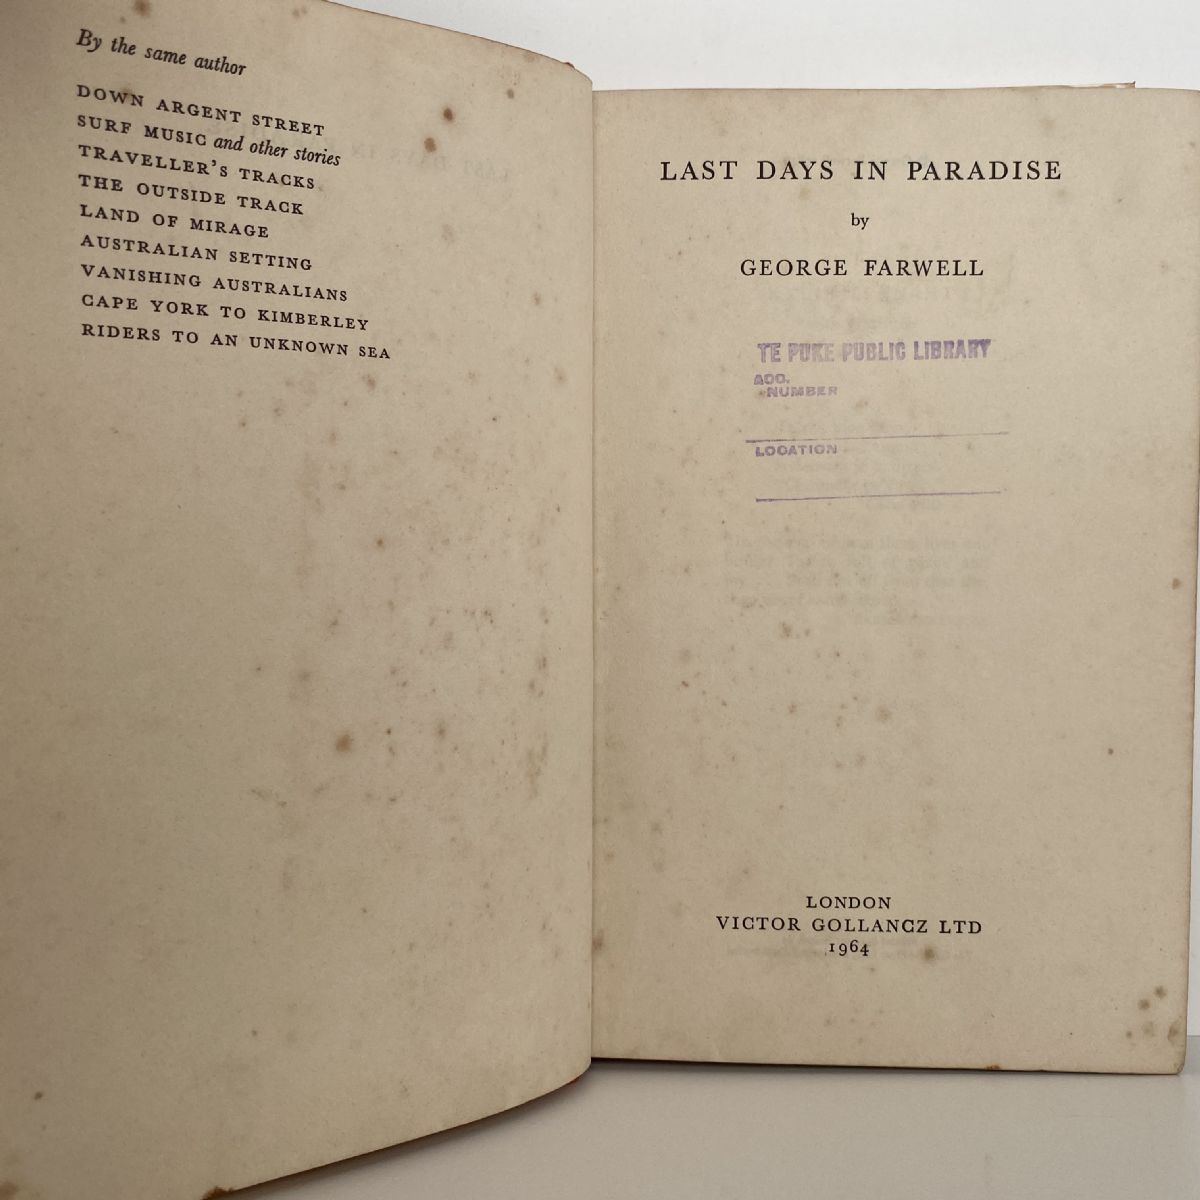 By the same author
DOWN ARGENT STREET
SURF MUSIC and other stories
TRAVELLER'S TRACKS
THE OUTSIDE TRACK
LAND OF MIRAGE
AUSTRALIAN SETTING
VANISHING AUSTRALIANS
CAPE YORK TO KIMBERLEY
RIDERS TO AN UNKNOWN SEA
LAST DAYS IN PARADISE
by
GEORGE FARWELL
TE PUKE PUBLIC LIBRARY
ACC.
NUMBER
LOCATION
LONDON
VICTOR GOLLANCZ LTD
1964